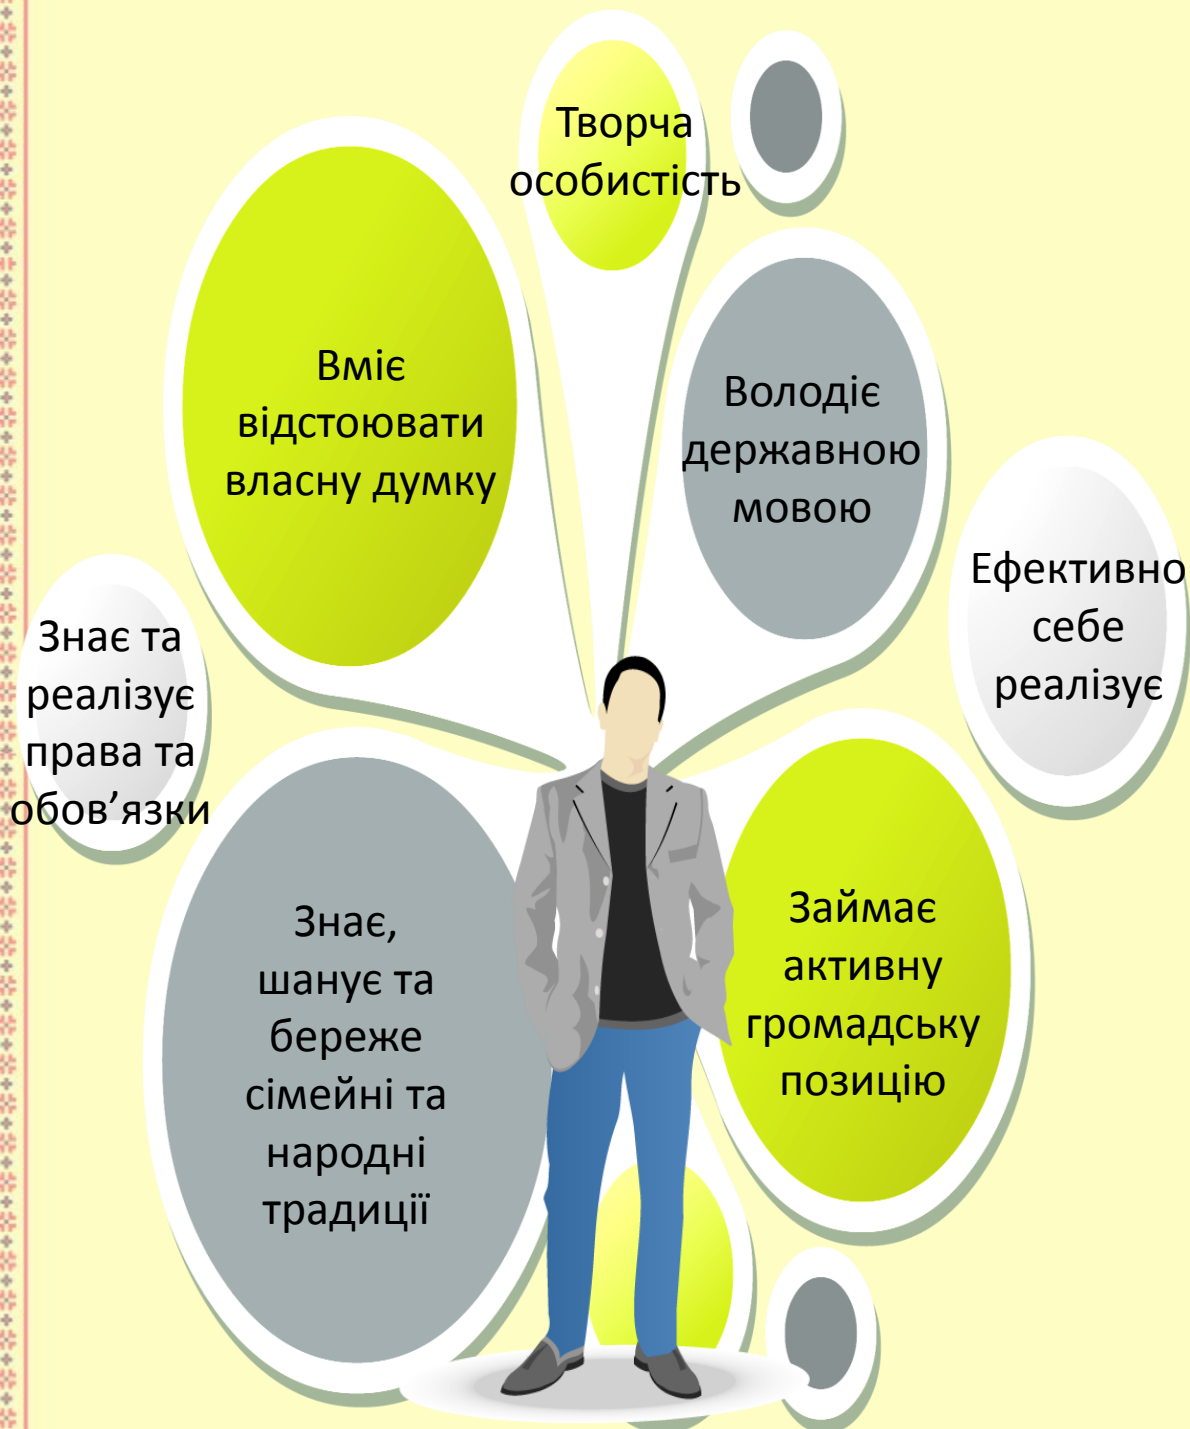 Творча
особистість
Вміє
відстоювати
власну думку
Володіє
державною
мовою
Ефективно
себе
реалізує
Знає та
реалізує
права та
обов’язки
Знає,
шанує та
береже
сімейні та
народні
традиції
Займає
активну
громадську
позицію